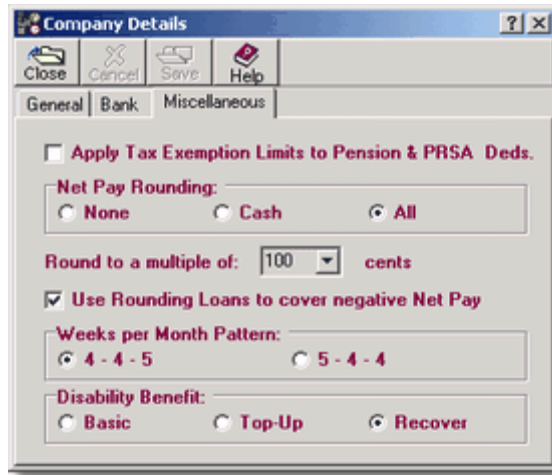 Company Details
Close Cancel Save Help
General Bank Miscellaneous
Apply Tax Exemption Limits to Pension & PRSA Deds.
Net Pay Rounding:
None Cash All
Round to a multiple of: 100 cents
Use Rounding Loans to cover negative Net Pay
Weeks per Month Pattern:
4 - 4 - 5 5 - 4 - 4
Disability Benefit:
Basic Top-Up Recover